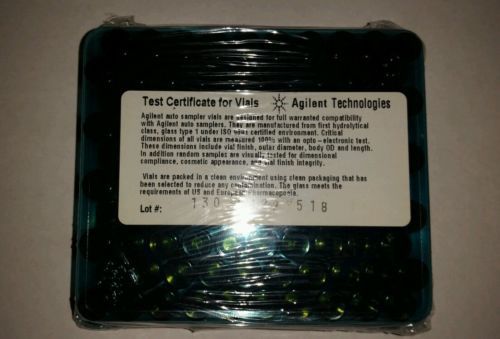 Test Certificate for Vials Agilent Technologies
Agilent auto sampler vials are designed for full warranted compatibility
with Agilent auto samplers. They are manufactured from first hydrolytical
class, glass type 1 under ISO certified environment. Critical
dimensions of all vials are measured 100% with an opto - electronic test.
These dimensions include vial finish, outer diameter, body OD and length.
In addition random samples are visually tested for dimensional
compliance, cosmetic appearance, and vial finish integrity.
Vials are packed in a clean environment using clean packaging that has
been selected to reduce any contamination. The glass meets the
requirements of US and European Pharmacopoeia.
Lot #: 130 518